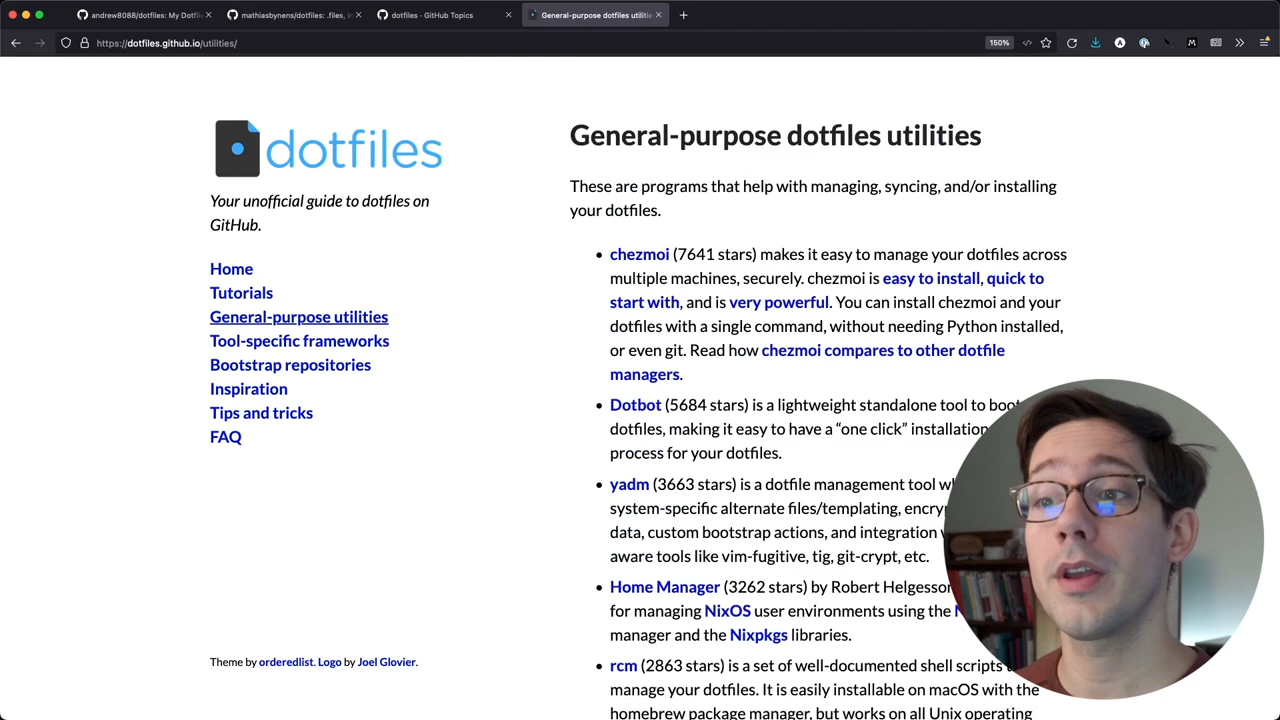 andrew8088/dotfiles: My Dotfil
mathiasbynens/dotfiles: .files, in
dotfiles · GitHub Topics
General-purpose dotfiles utilitie
https://dotfiles.github.io/utilities/
150%
dotfiles
Your unofficial guide to dotfiles on
GitHub.
Home
Tutorials
General-purpose utilities
Tool-specific frameworks
Bootstrap repositories
Inspiration
Tips and tricks
FAQ
Theme by orderedlist. Logo by Joel Glovier.
General-purpose dotfiles utilities
These are programs that help with managing, syncing, and/or installing
your dotfiles.
• chezmoi (7641 stars) makes it easy to manage your dotfiles across
multiple machines, securely. chezmoi is easy to install, quick to
start with, and is very powerful. You can install chezmoi and your
dotfiles with a single command, without needing Python installed,
or even git. Read how chezmoi compares to other dotfile
managers.
• Dotbot (5684 stars) is a lightweight standalone tool to boo
dotfiles, making it easy to have a “one click” installation
process for your dotfiles.
• yadm (3663 stars) is a dotfile management tool w
system-specific alternate files/templating, encry
data, custom bootstrap actions, and integration
aware tools like vim-fugitive, tig, git-crypt, etc.
• Home Manager (3262 stars) by Robert Helgesson
for managing NixOS user environments using the N
manager and the Nixpkgs libraries.
• rcm (2863 stars) is a set of well-documented shell scripts
manage your dotfiles. It is easily installable on macOS with the
homebrew package manager, but works on all Unix operating